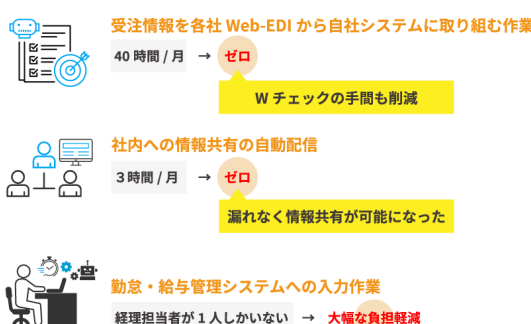 受注情報を各社 Web-EDI から自社システムに取り組む作業
40 時間 / 月 → ゼロ
W チェックの手間も削減
社内への情報共有の自動配信
3 時間 / 月 → ゼロ
漏れなく情報共有が可能になった
勤怠・給与管理システムへの入力作業
経理担当者が 1 人しかいない → 大幅な負担軽減